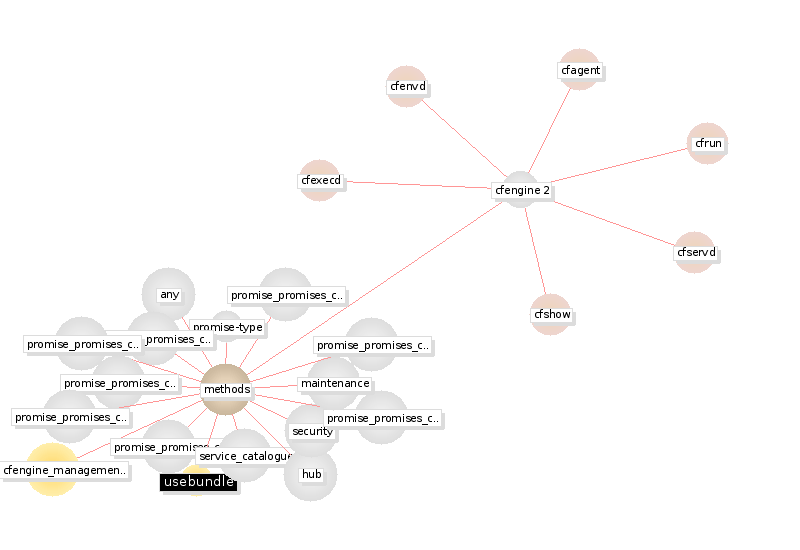 cfagent
cfenvd
cfrun
cfexecd
cfengine 2
cfservd
any
promise_promises_c..
cfshow
promise-type
promises_c..
promise_promises_c..
promise_promises_c..
promise_promises_c..
maintenance
methods
promise_promises_c..
promise_promises_c..
security
promise_promises_c
service_catalogue
cfengine_managemen..
hub
usebundle